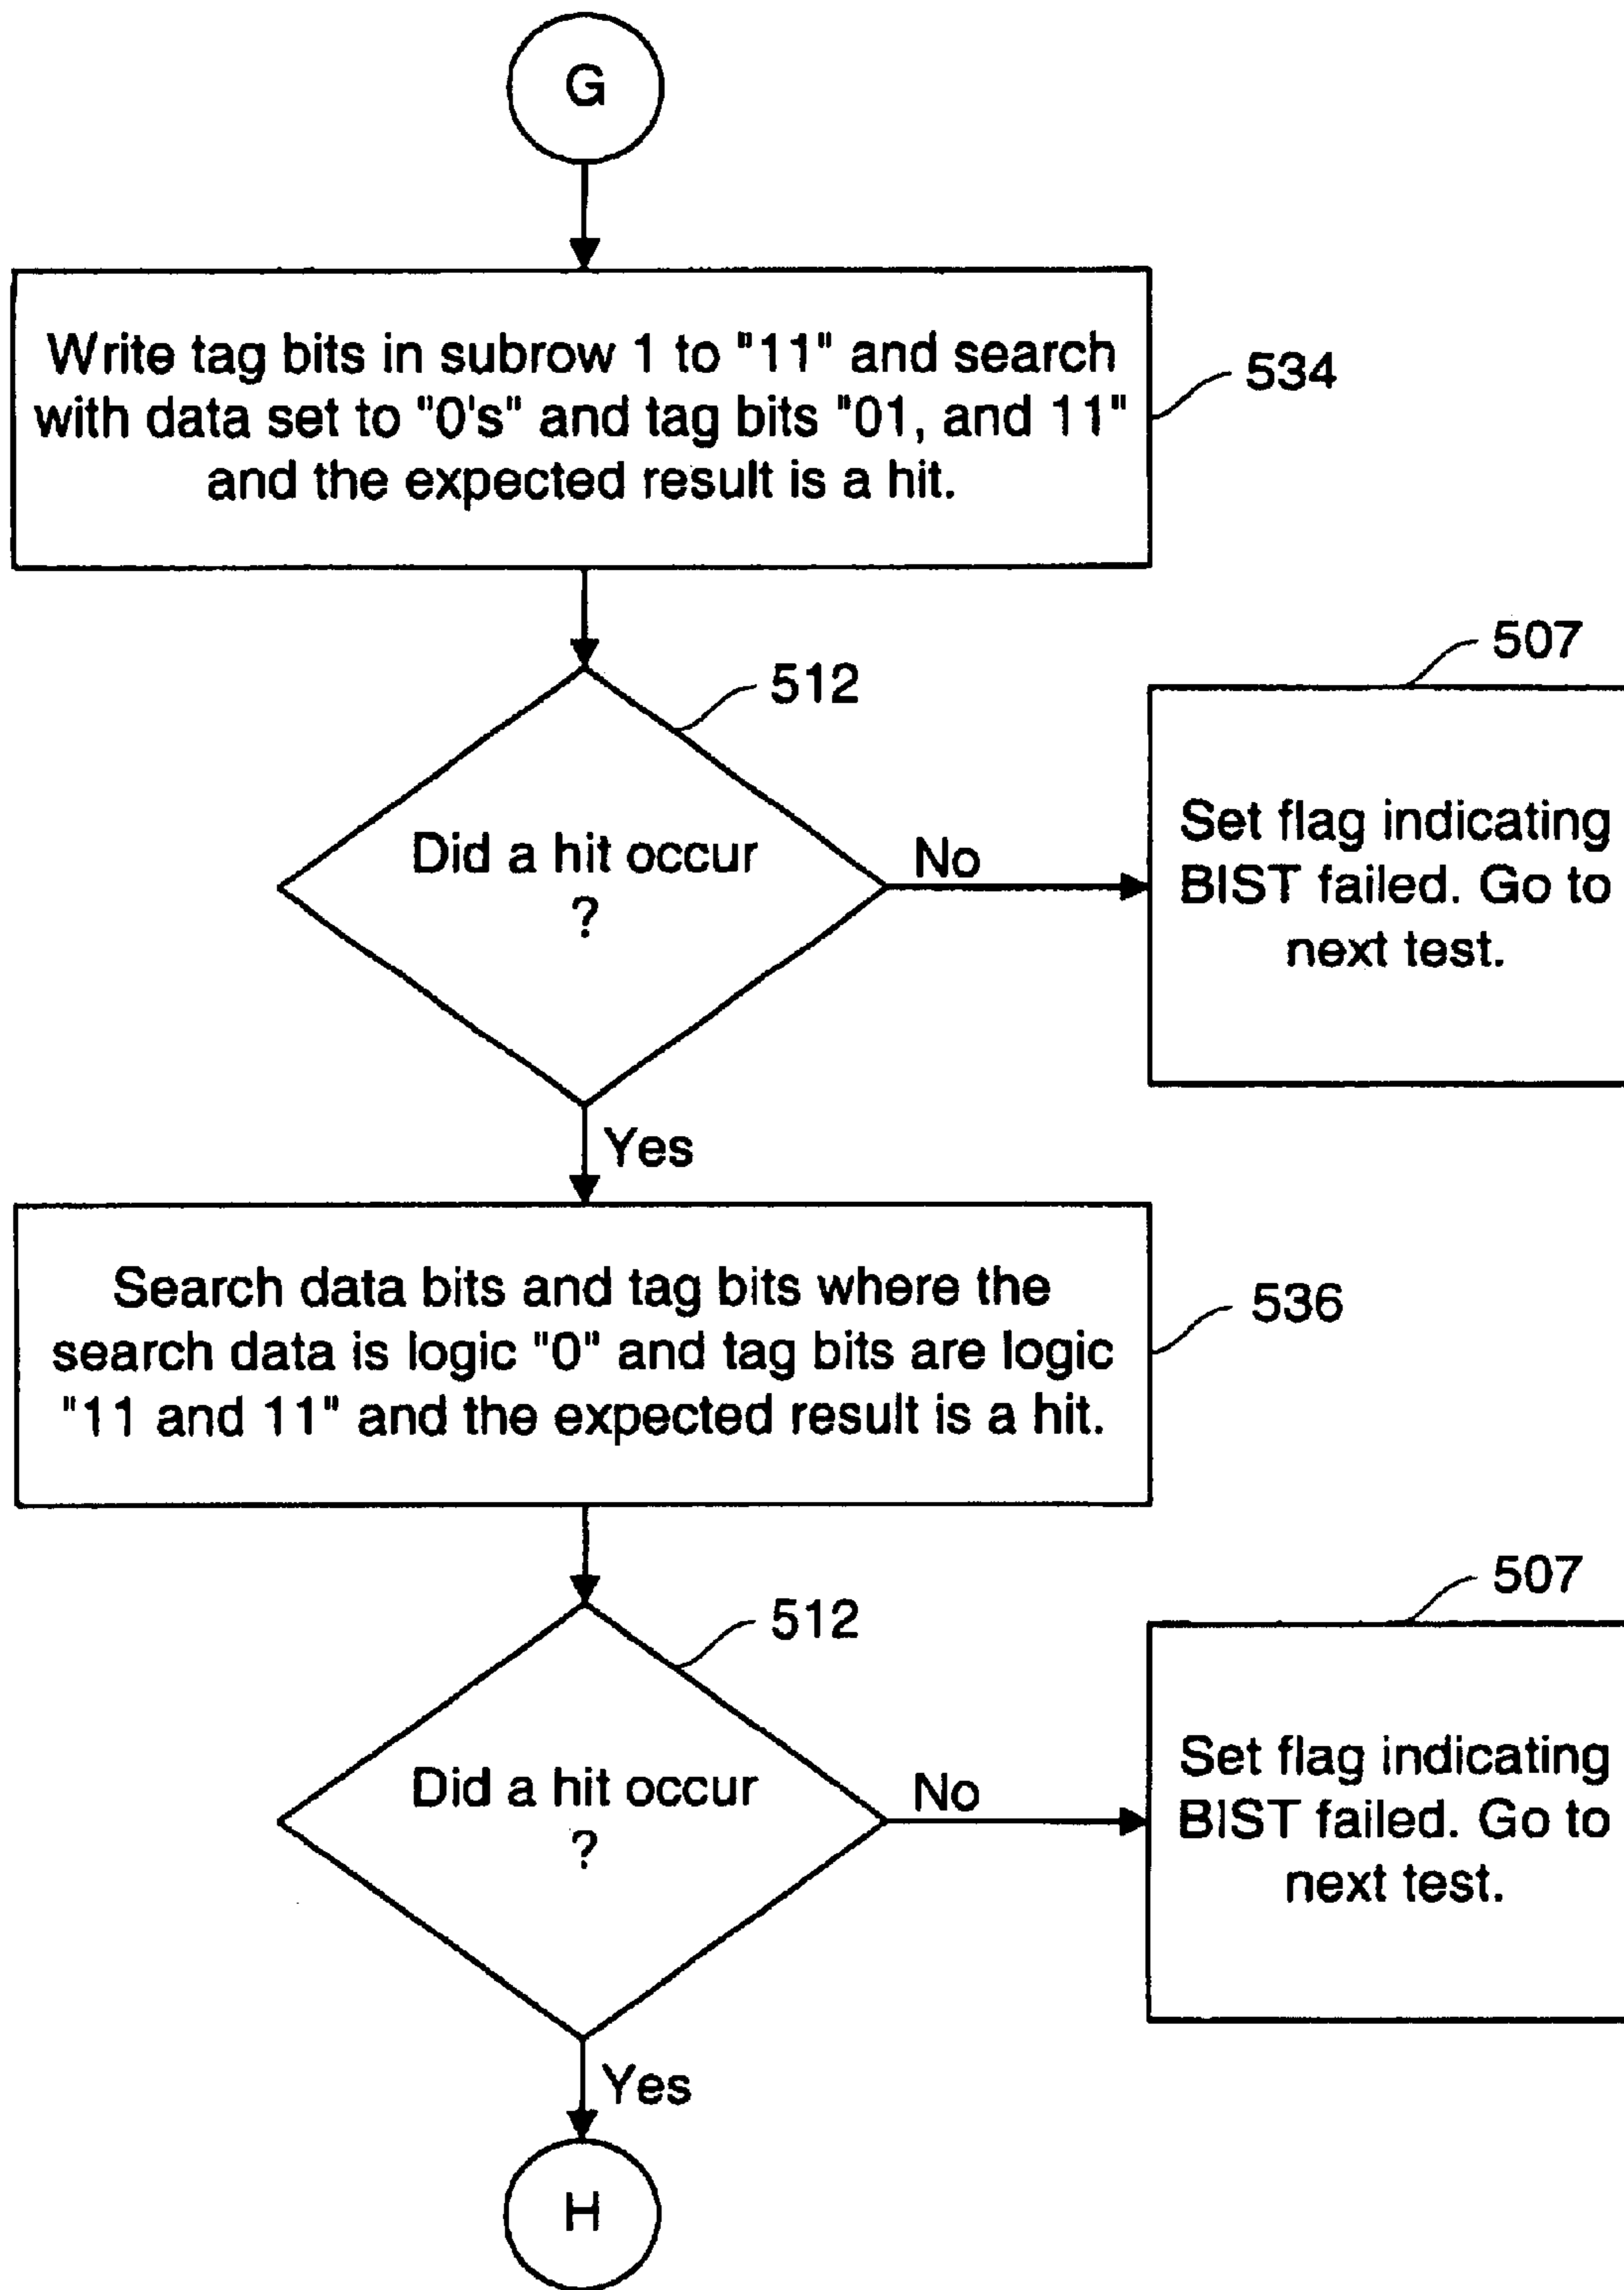 G
Write tag bits in subrow 1 to "11" and search
with data set to "0's" and tag bits "01, and 11"
and the expected result is a hit.
534
507
512
Did a hit occur
?
No
Set flag indicating
BIST failed. Go to
next test.
Yes
Search data bits and tag bits where the
search data is logic "0" and tag bits are logic
"11 and 11" and the expected result is a hit.
536
507
512
Did a hit occur
?
No
Set flag indicating
BIST failed. Go to
next test.
Yes
H